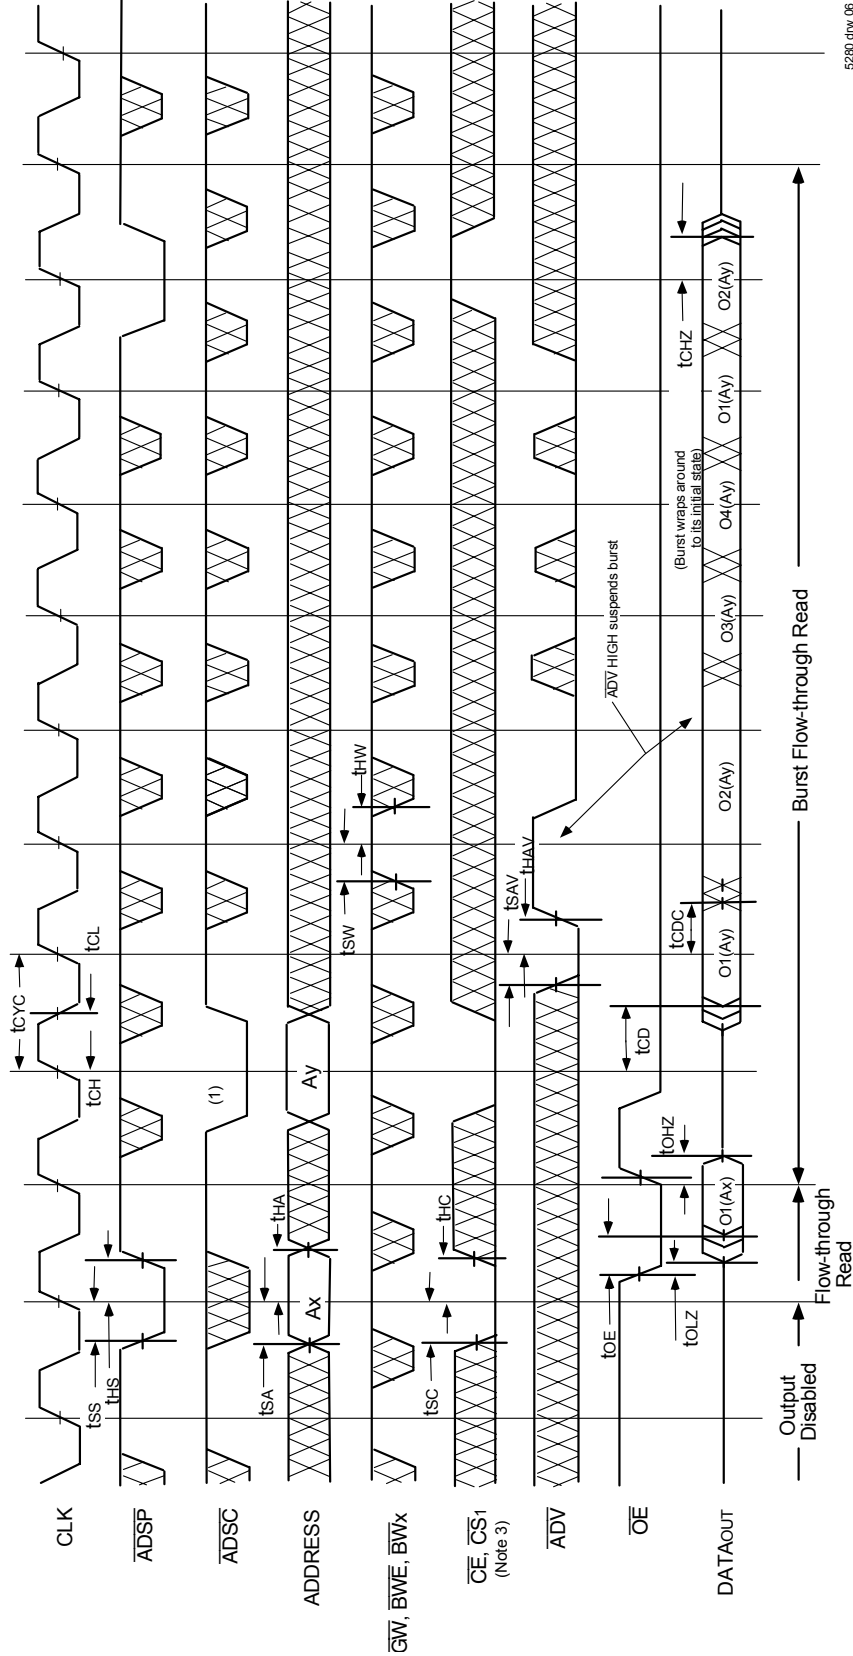 CLK
tCYC
tCH
tCL
tSS
tHS
ADSP
ADSC
(1)
ADDRESS
tSA
tHA
Ax
Ay
GW, BWE, BWx
tSW
tHW
CE, CS1
(Note 3)
tSC
tHC
ADV
tSAV
tHAV
ADV HIGH suspends burst
OE
tOE
tOHZ
tOLZ
tCD
tCDC
tCHZ
(Burst wraps around
to its initial state)
DATAOUT
O1(Ax)
O1(Ay)
O2(Ay)
O3(Ay)
O4(Ay)
O1(Ay)
O2(Ay)
Output
Disabled
Flow-through
Read
Burst Flow-through Read
5280 drw 06